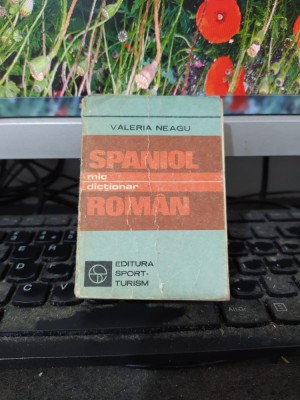 VALERIA NEAGU
SPANIOL
mic
dicționar
ROMÂN
EDITURA
SPORT-
TURISM